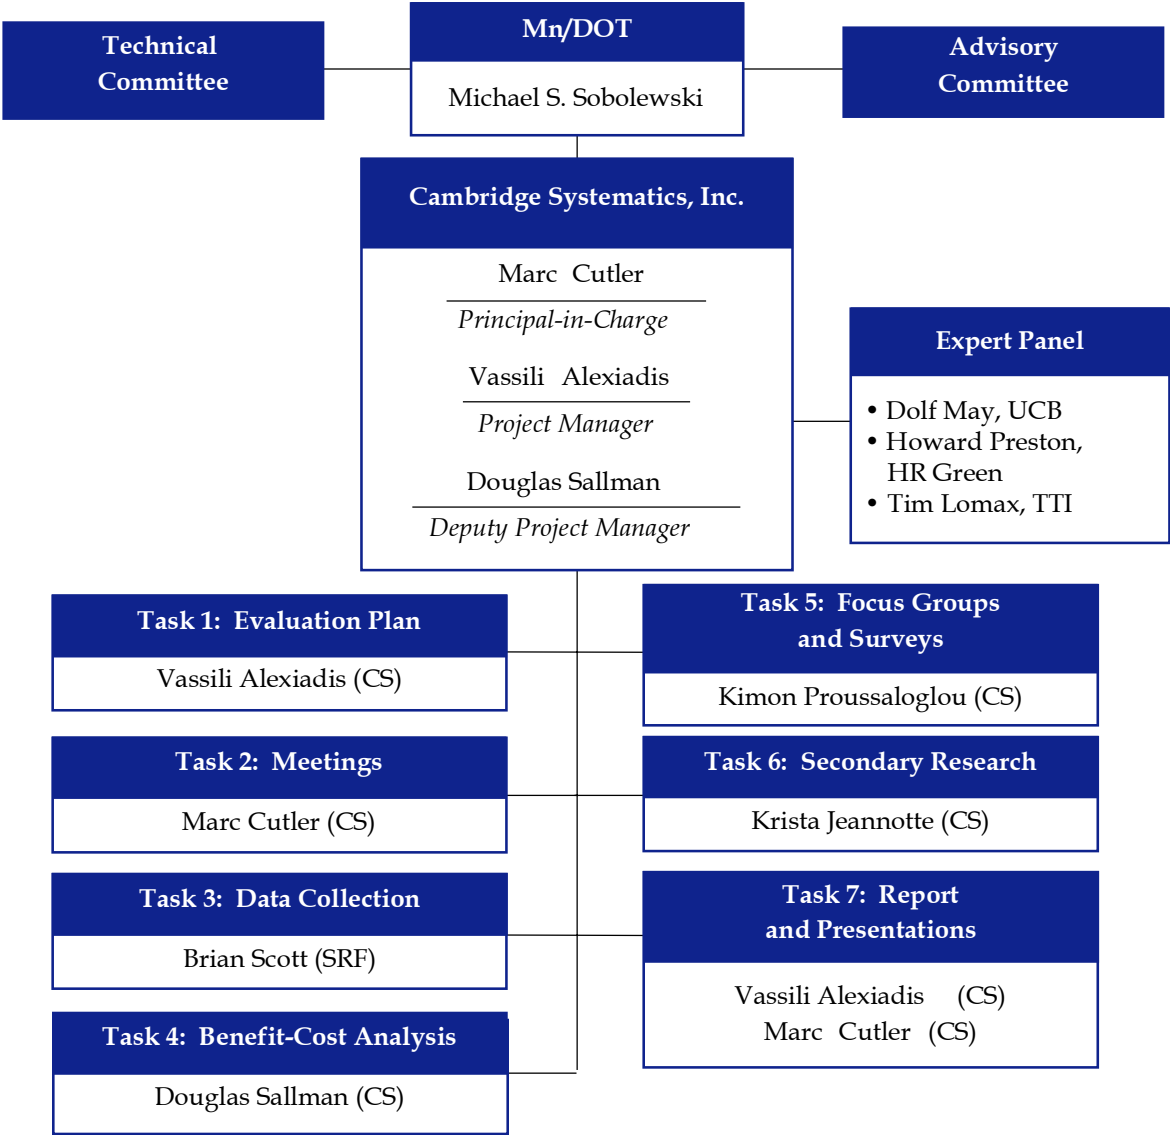 Technical
Committee
Mn/DOT
Michael S. Sobolewski
Advisory
Committee
Cambridge Systematics, Inc.
Marc Cutler
Principal-in-Charge
Vassili Alexiadis
Project Manager
Douglas Sallman
Deputy Project Manager
Expert Panel
• Dolf May, UCB
• Howard Preston,
HR Green
• Tim Lomax, TTI
Task 1: Evaluation Plan
Vassili Alexiadis (CS)
Task 2: Meetings
Marc Cutler (CS)
Task 3: Data Collection
Brian Scott (SRF)
Task 4: Benefit-Cost Analysis
Douglas Sallman (CS)
Task 5: Focus Groups
and Surveys
Kimon Proussaloglou (CS)
Task 6: Secondary Research
Krista Jeannotte (CS)
Task 7: Report
and Presentations
Vassili Alexiadis (CS)
Marc Cutler (CS)